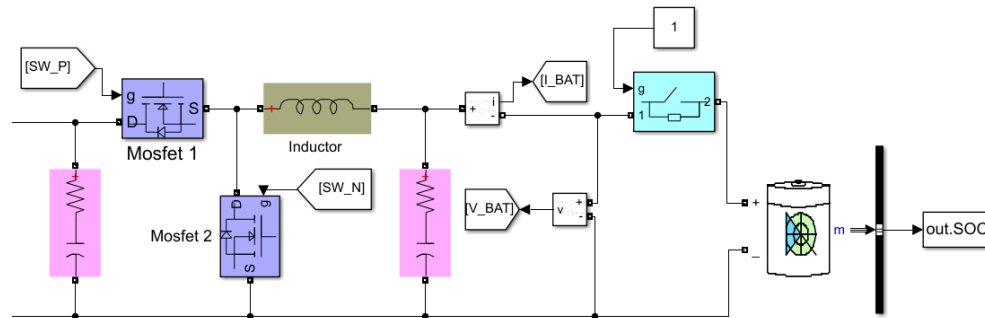 1
[SW_P]
g
D
S
Mosfet 1
Inductor
+
i
-
[I_BAT]
g
1
2
[SW_N]
Mosfet 2
D
g
S
[V_BAT]
v
+
-
+
_
m
out.SOC